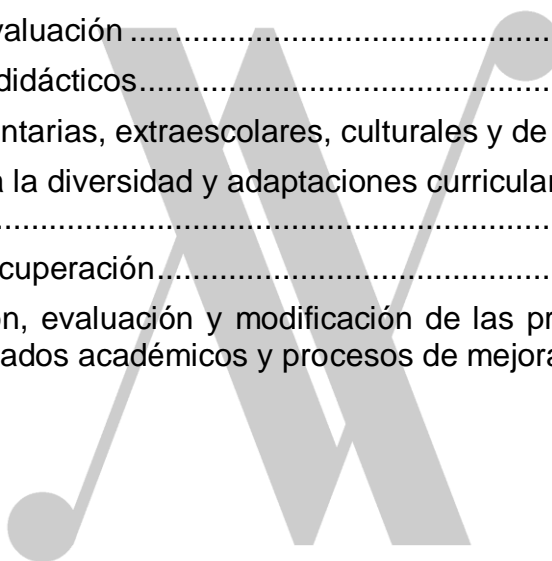 valuación ..................................................
didácticos.................................................
ntarias, extraescolares, culturales y de
a la diversidad y adaptaciones curricular
..................................................................
cuperación...............................................
n, evaluación y modificación de las pr
ados académicos y procesos de mejora